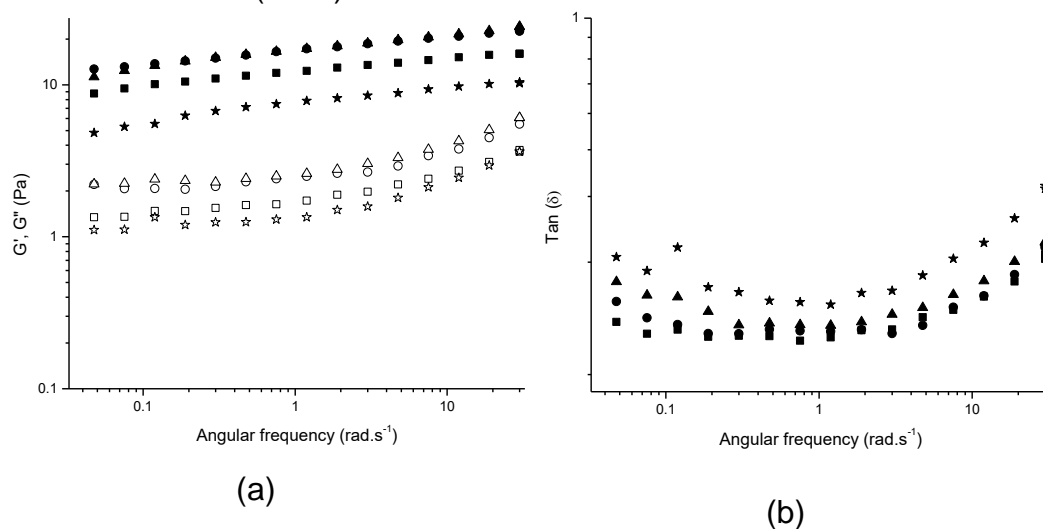 10
1
0.1
G', G'' (Pa)
0.1
1
10
Angular frequency (rad.s⁻¹)
(a)
1
Tan (δ)
0.1
1
10
Angular frequency (rad.s⁻¹)
(b)